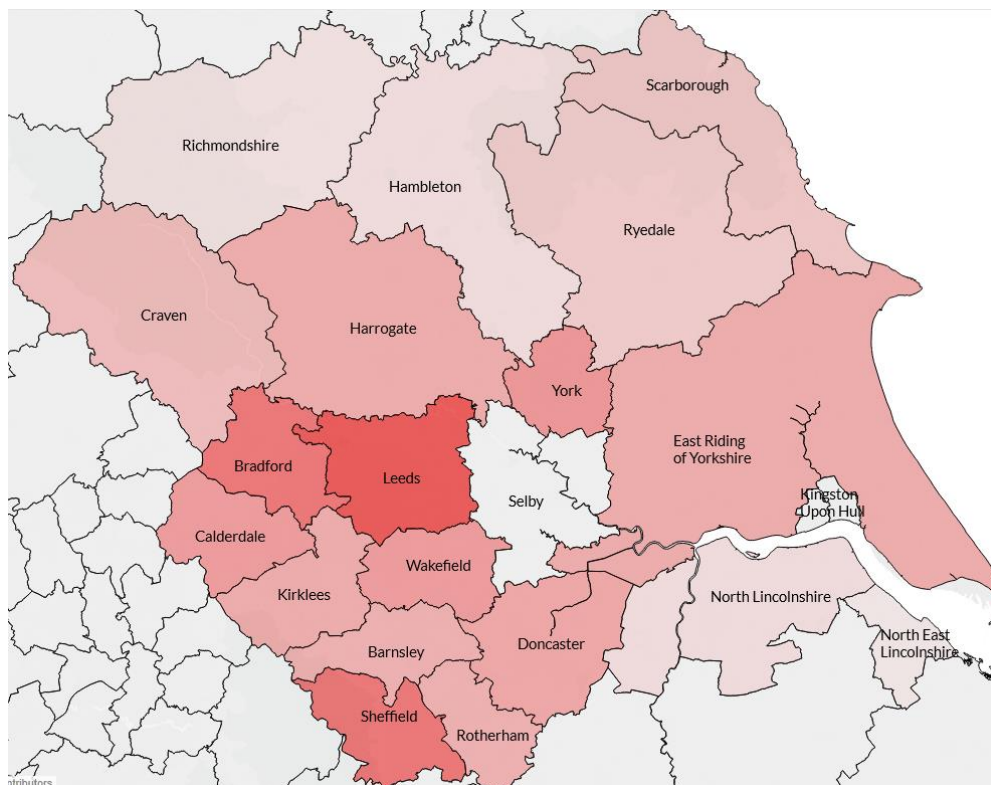 Scarborough
Richmondshire
Hambleton
Ryedale
Craven
Harrogate
York
East Riding
of Yorkshire
Bradford
Leeds
Selby
Kingston
Upon Hull
Calderdale
Wakefield
Kirklees
North Lincolnshire
Barnsley
Doncaster
North East
Lincolnshire
Sheffield
Rotherham
ntributors